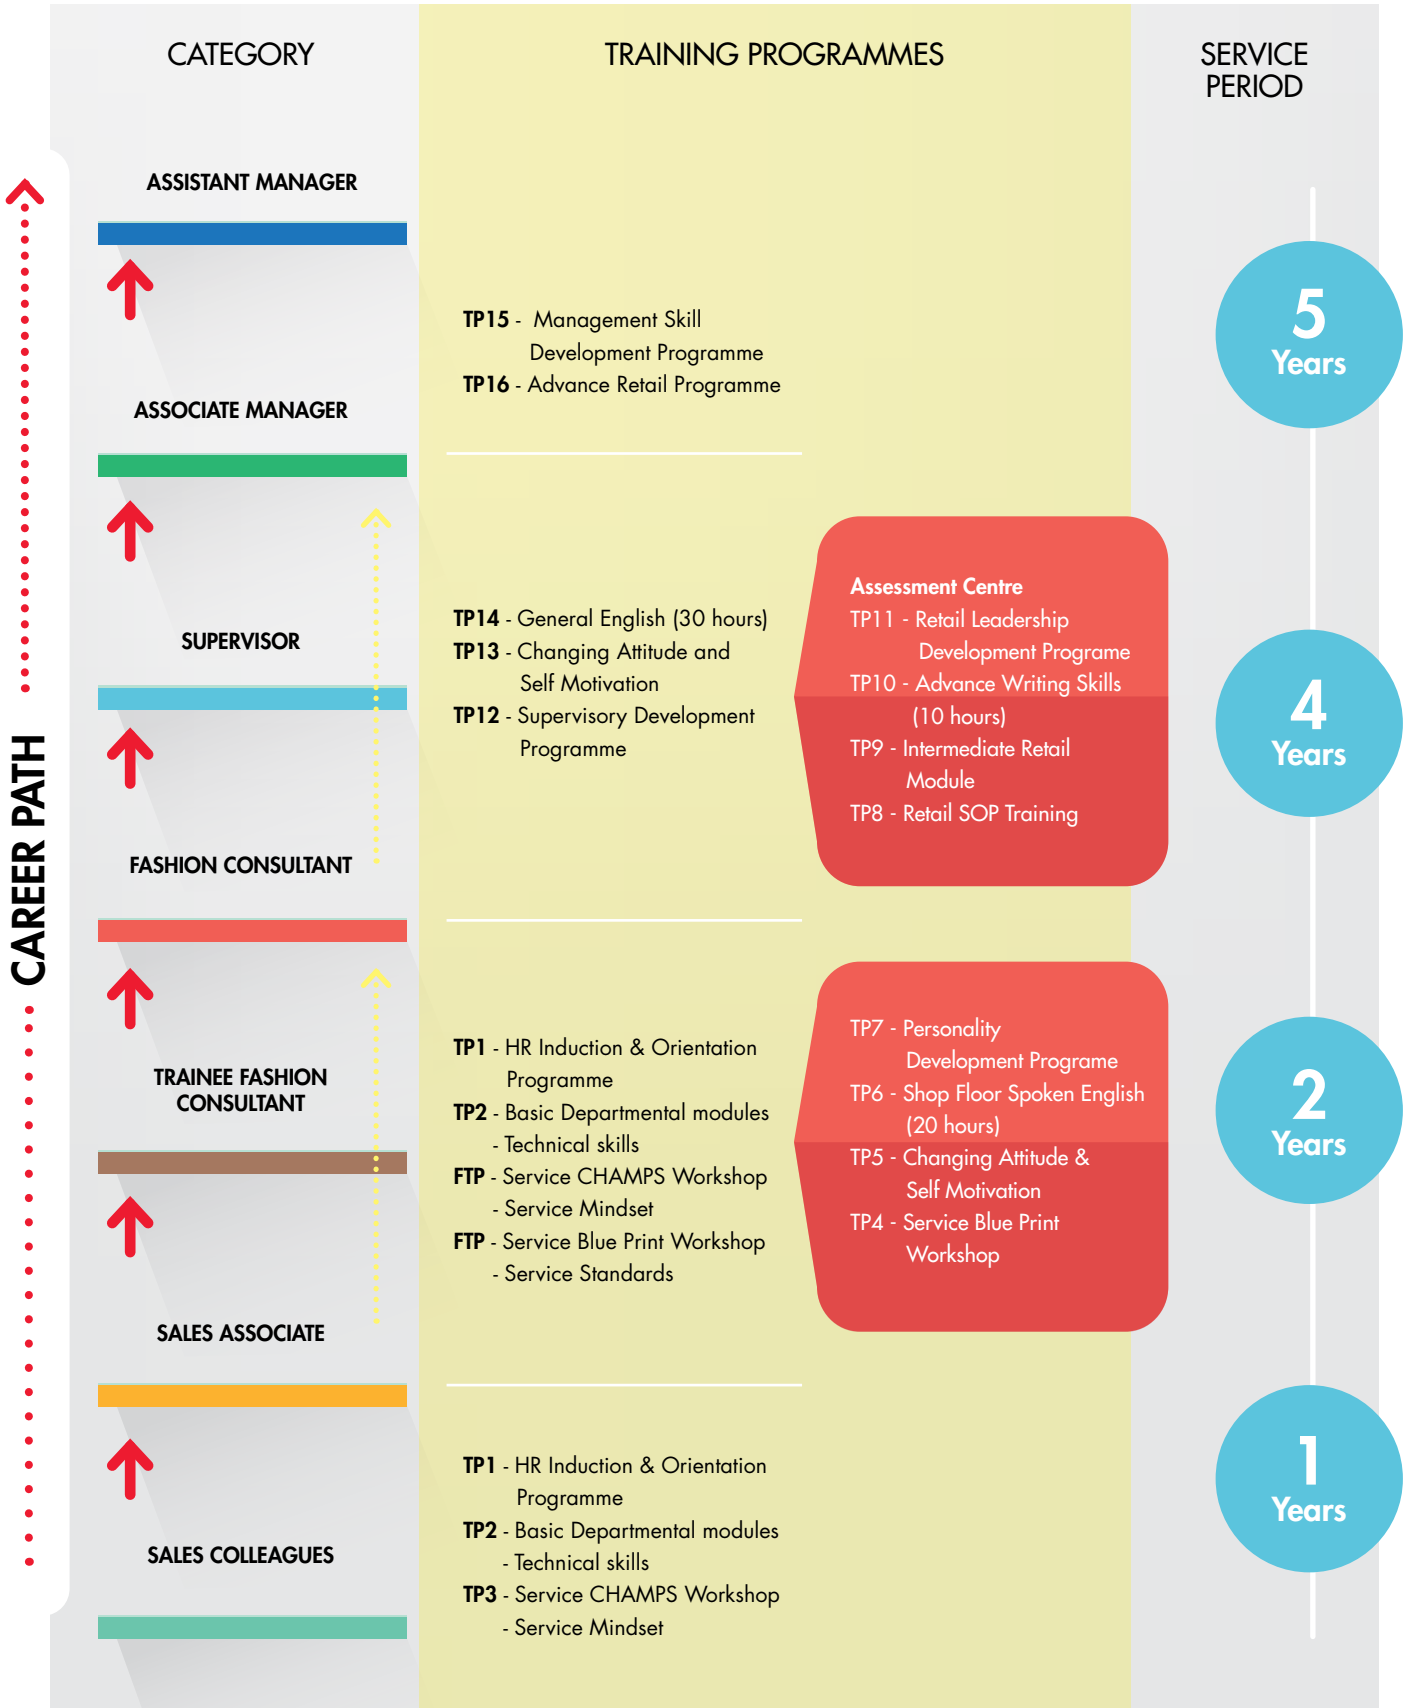 CATEGORY
TRAINING PROGRAMMES
SERVICE
PERIOD
CAREER PATH
ASSISTANT MANAGER
ASSOCIATE MANAGER
SUPERVISOR
FASHION CONSULTANT
TRAINEE FASHION
CONSULTANT
SALES ASSOCIATE
SALES COLLEAGUES
TP15 - Management Skill
Development Programme
TP16 - Advance Retail Programme
TP14 - General English (30 hours)
TP13 - Changing Attitude and
Self Motivation
TP12 - Supervisory Development
Programme
Assessment Centre
TP11 - Retail Leadership
Development Programe
TP10 - Advance Writing Skills
(10 hours)
TP9 - Intermediate Retail
Module
TP8 - Retail SOP Training
TP1 - HR Induction & Orientation
Programme
TP2 - Basic Departmental modules
- Technical skills
FTP - Service CHAMPS Workshop
- Service Mindset
FTP - Service Blue Print Workshop
- Service Standards
TP7 - Personality
Development Programe
TP6 - Shop Floor Spoken English
(20 hours)
TP5 - Changing Attitude &
Self Motivation
TP4 - Service Blue Print
Workshop
TP1 - HR Induction & Orientation
Programme
TP2 - Basic Departmental modules
- Technical skills
TP3 - Service CHAMPS Workshop
- Service Mindset
5
Years
4
Years
2
Years
1
Years